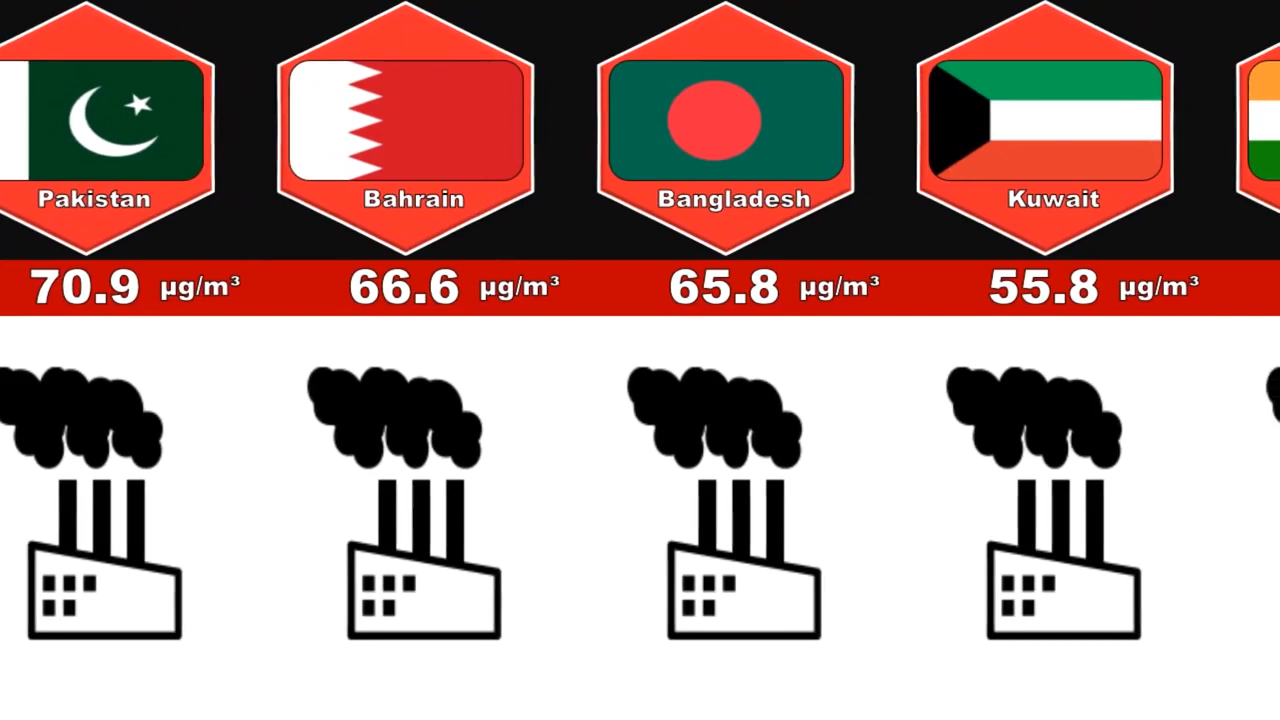 Pakistan
Bahrain
Bangladesh
Kuwait
70.9 µg/m³
66.6 µg/m³
65.8 µg/m³
55.8 µg/m³